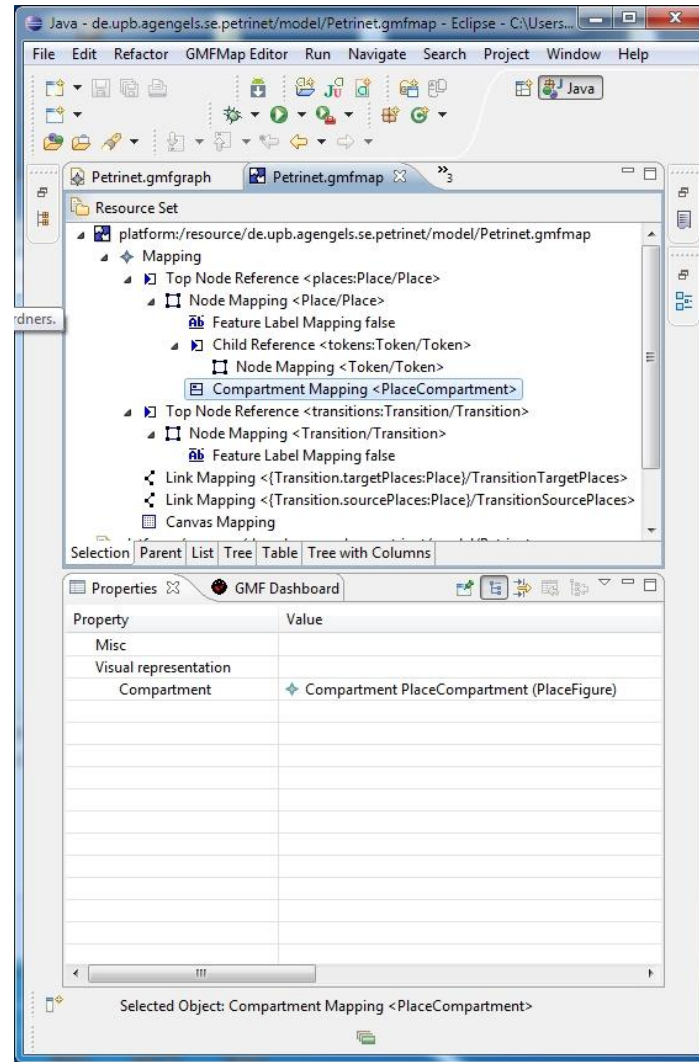 Java - de.upb.agengels.se.petrinet/model/Petrinet.gmfmap - Eclipse - C:\Users...
File Edit Refactor GMFMap Editor Run Navigate Search Project Window Help
Java
Petrinet.gmfgraph Petrinet.gmfmap 3
Resource Set
platform:/resource/de.upb.agengels.se.petrinet/model/Petrinet.gmfmap
Mapping
Top Node Reference <places:Place/Place>
Node Mapping <Place/Place>
rdners.
Feature Label Mapping false
Child Reference <tokens:Token/Token>
Node Mapping <Token/Token>
Compartment Mapping <PlaceCompartment>
Top Node Reference <transitions:Transition/Transition>
Node Mapping <Transition/Transition>
Feature Label Mapping false
Link Mapping <{Transition.targetPlaces:Place}/TransitionTargetPlaces>
Link Mapping <{Transition.sourcePlaces:Place}/TransitionSourcePlaces>
Canvas Mapping
Selection Parent List Tree Table Tree with Columns
Properties GMF Dashboard
Property Value
Misc
Visual representation
Compartment Compartment PlaceCompartment (PlaceFigure)
Selected Object: Compartment Mapping <PlaceCompartment>